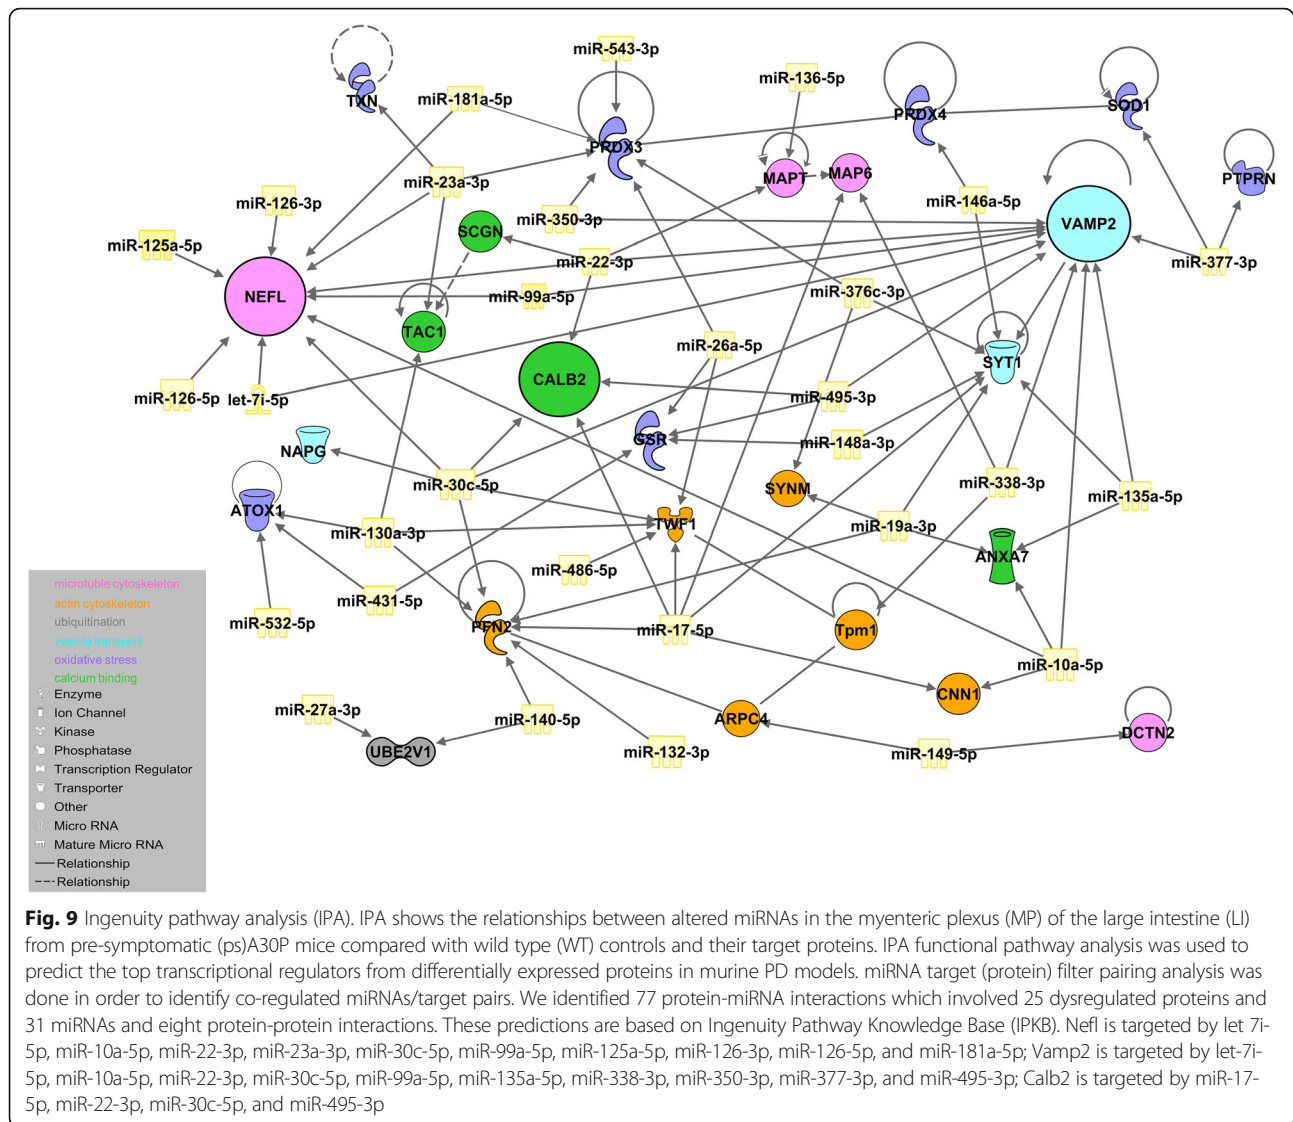 miR-543-3p
TXN
miR-181a-5p
miR-136-5p
PRDX4
SOD1
PRDX3
miR-23a-3p
MAPT
MAP6
PTPRN
miR-126-3p
miR-350-3p
miR-146a-5p
SCGN
VAMP2
miR-125a-5p
miR-22-3p
miR-377-3p
NEFL
miR-99a-5p
miR-376c-3p
TAC1
miR-26a-5p
SYT1
CALB2
miR-126-5p
let-7i-5p
miR-495-3p
GSR
miR-148a-3p
NAPG
miR-30c-5p
SYNM
miR-338-3p
miR-135a-5p
ATOX1
miR-130a-3p
TWF1
miR-19a-3p
ANXA7
miR-486-5p
miR-431-5p
miR-532-5p
PFN2
miR-17-5p
Tpm1
miR-10a-5p
CNN1
miR-27a-3p
miR-140-5p
ARPC4
DCTN2
UBE2V1
miR-132-3p
miR-149-5p
microtuble cytoskeleton
actin cytoskeleton
ubiquitination
vesicle transport
oxidative stress
calcium binding
Enzyme
Ion Channel
Kinase
Phosphatase
Transcription Regulator
Transporter
Other
Micro RNA
Mature Micro RNA
Relationship
Relationship
Fig. 9 Ingenuity pathway analysis (IPA). IPA shows the relationships between altered miRNAs in the myenteric plexus (MP) of the large intestine (LI)
from pre-symptomatic (ps)A30P mice compared with wild type (WT) controls and their target proteins. IPA functional pathway analysis was used to
predict the top transcriptional regulators from differentially expressed proteins in murine PD models. miRNA target (protein) filter pairing analysis was
done in order to identify co-regulated miRNAs/target pairs. We identified 77 protein-miRNA interactions which involved 25 dysregulated proteins and
31 miRNAs and eight protein-protein interactions. These predictions are based on Ingenuity Pathway Knowledge Base (IPKB). Nefl is targeted by let 7i-
5p, miR-10a-5p, miR-22-3p, miR-23a-3p, miR-30c-5p, miR-99a-5p, miR-125a-5p, miR-126-3p, miR-126-5p, and miR-181a-5p; Vamp2 is targeted by let-7i-
5p, miR-10a-5p, miR-22-3p, miR-30c-5p, miR-99a-5p, miR-135a-5p, miR-338-3p, miR-350-3p, miR-377-3p, and miR-495-3p; Calb2 is targeted by miR-17-
5p, miR-22-3p, miR-30c-5p, and miR-495-3p